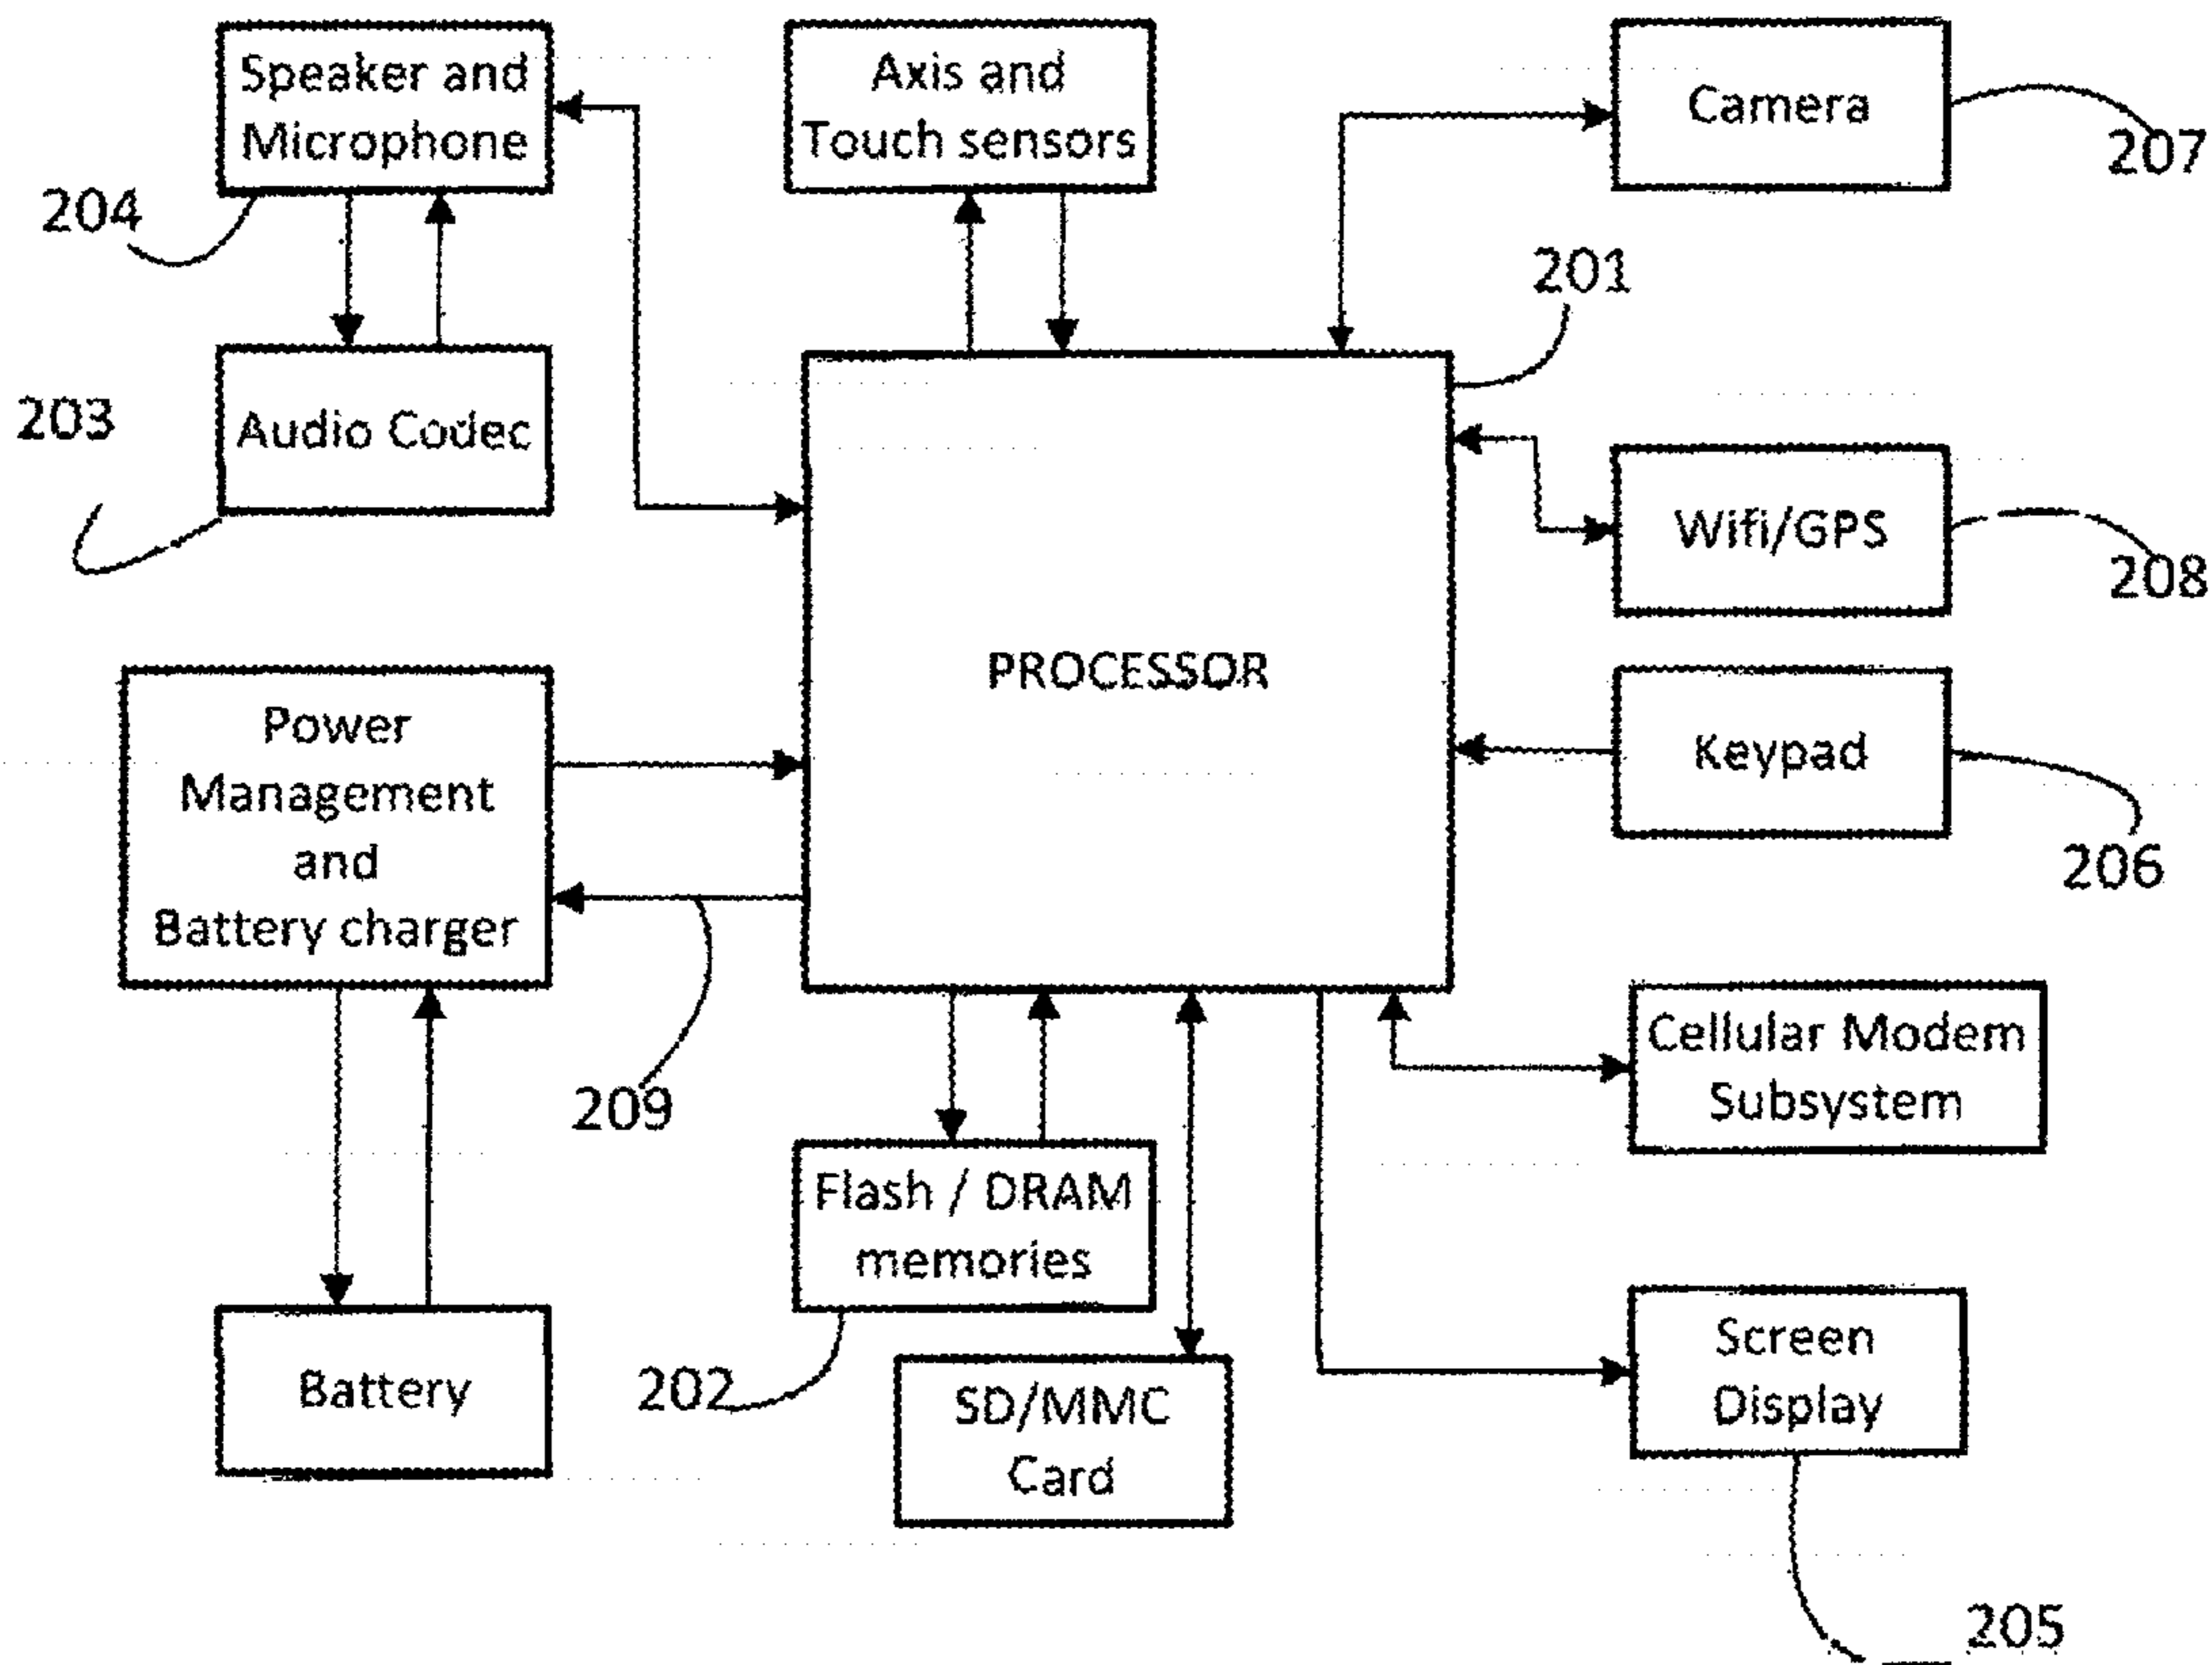 Speaker and
Microphone
Axis and
Touch sensors
Camera
207
204
201
203
Audio Codec
Wifi/GPS
208
PROCESSOR
Power
Management
and
Battery charger
Keypad
206
209
Cellular Modem
Subsystem
Flash / DRAM
memories
Battery
202
SD/MMC
Card
Screen
Display
205